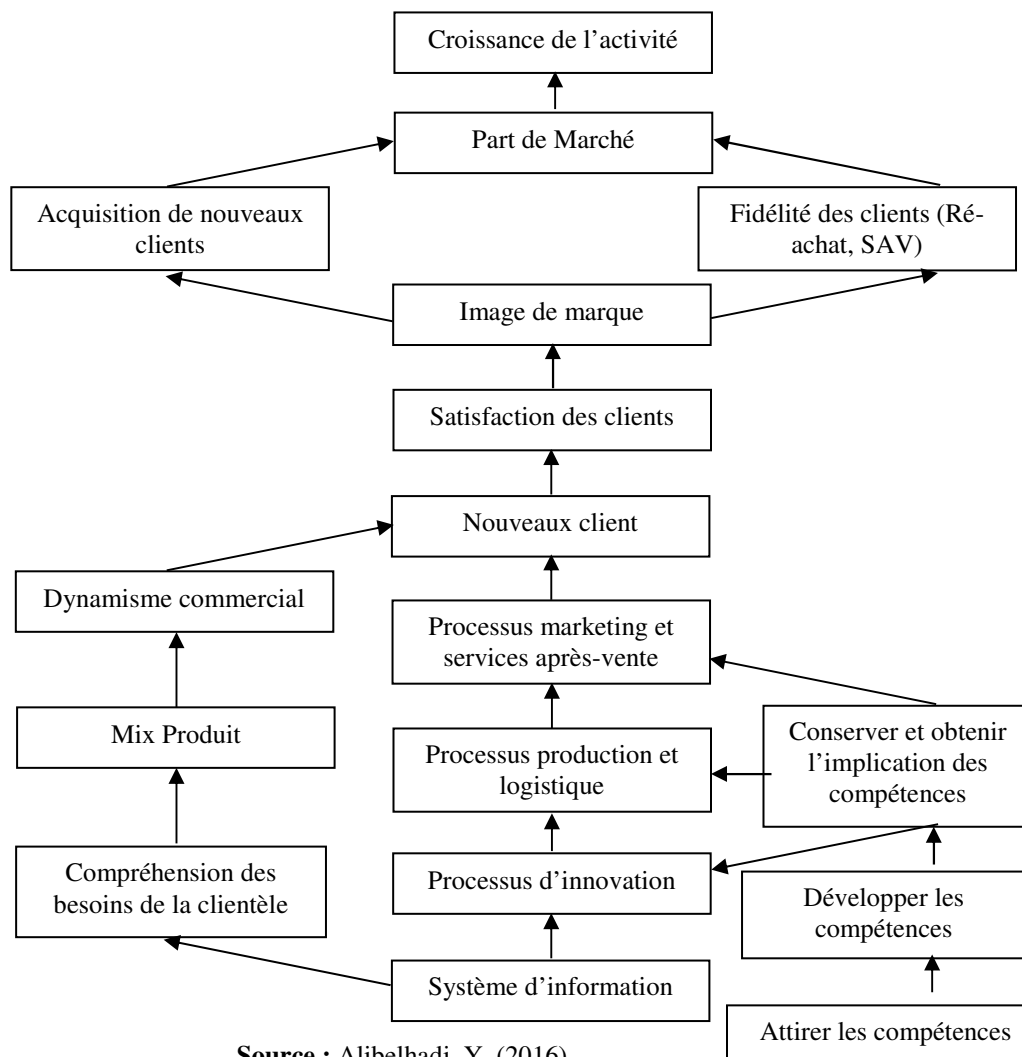 Croissance de l’activité
Part de Marché
Acquisition de nouveaux
clients
Fidélité des clients (Ré-
achat, SAV)
Image de marque
Satisfaction des clients
Nouveaux client
Dynamisme commercial
Processus marketing et
services après-vente
Mix Produit
Processus production et
logistique
Conserver et obtenir
l’implication des
compétences
Compréhension des
besoins de la clientèle
Processus d’innovation
Développer les
compétences
Système d’information
Attirer les compétences
Source : Alibelhadj, Y. (2016)